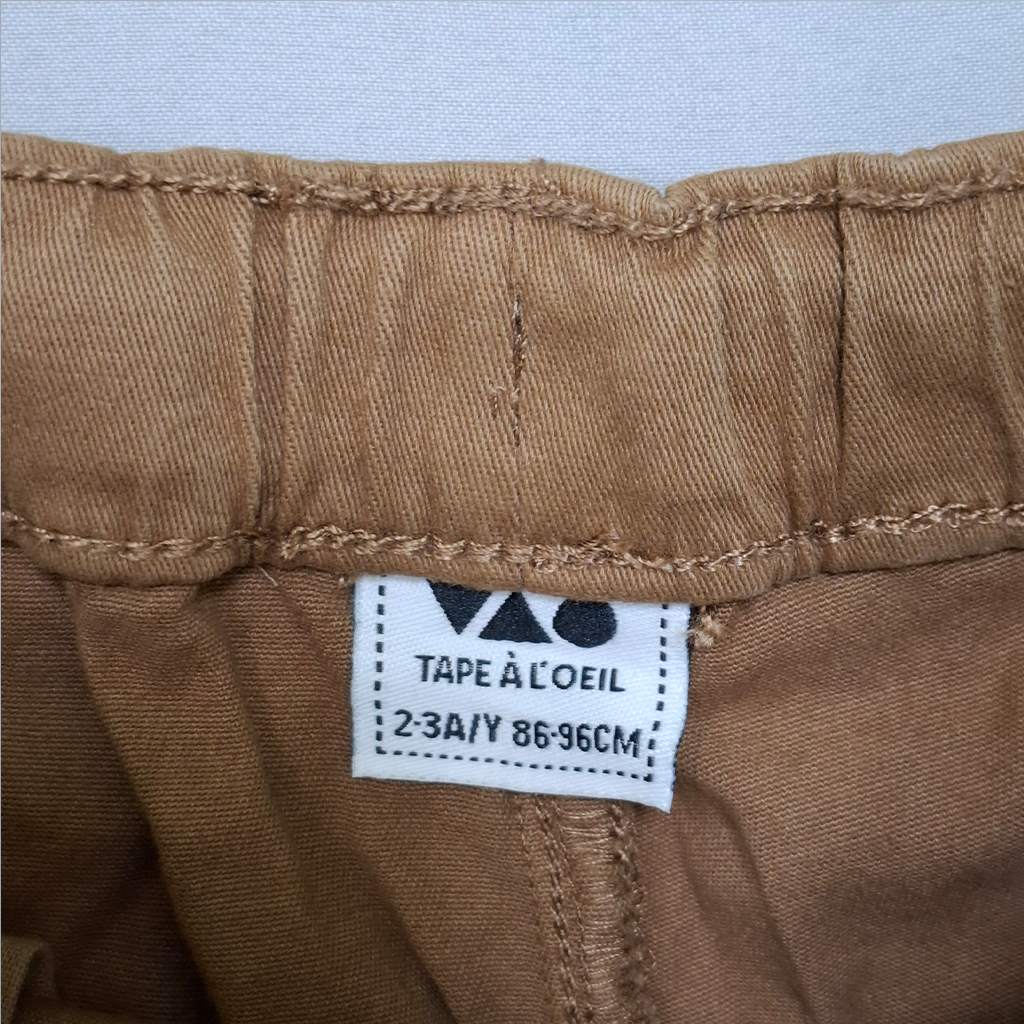 TAPE À L'OEIL
2-3A/Y 86-96CM